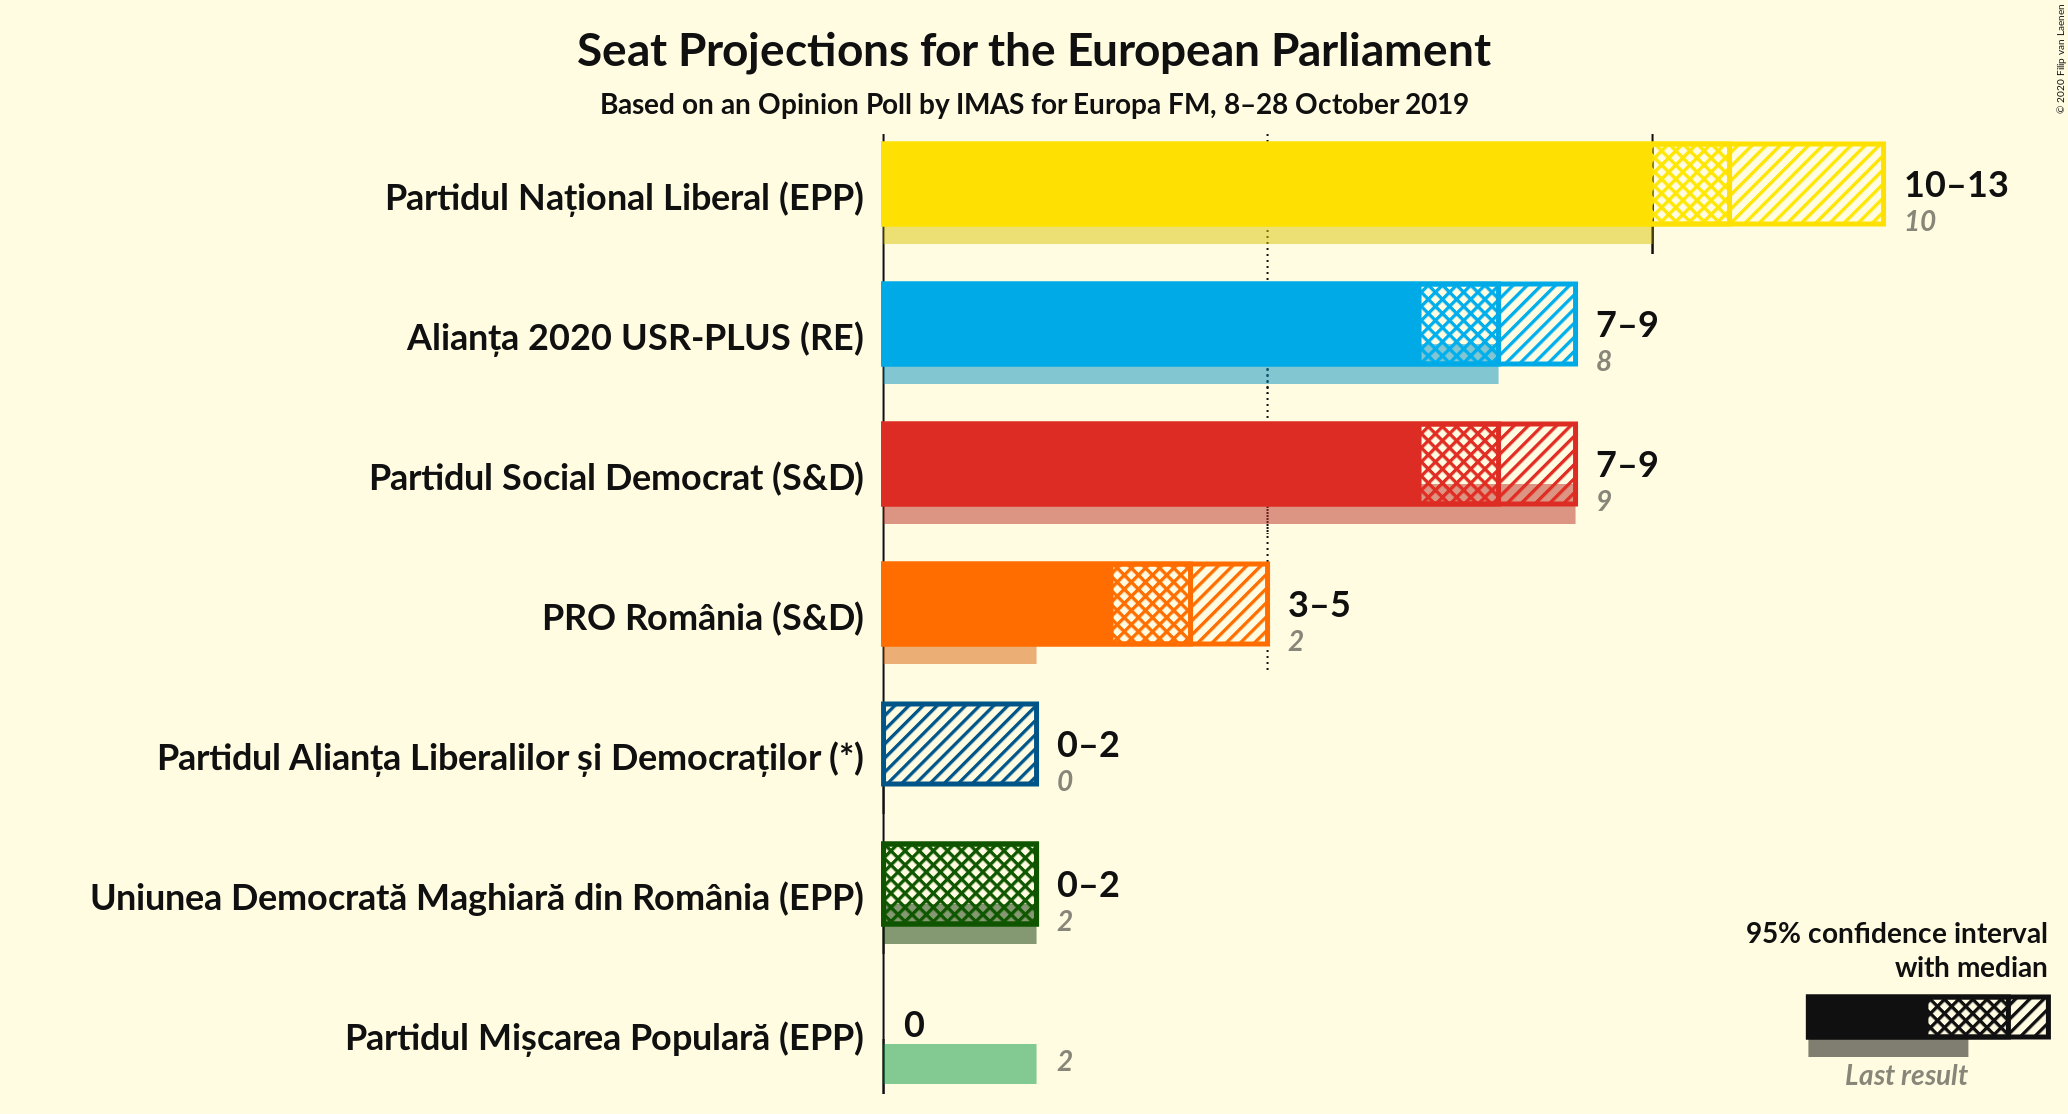 Seat Projections for the European Parliament
Based on an Opinion Poll by IMAS for Europa FM, 8–28 October 2019
© 2020 Filip van Laenen
Partidul Național Liberal (EPP)
10–13
10
Alianța 2020 USR-PLUS (RE)
7–9
8
Partidul Social Democrat (S&D)
7–9
9
PRO România (S&D)
3–5
2
Partidul Alianța Liberalilor și Democraților (*)
0–2
0
Uniunea Democrată Maghiară din România (EPP)
0–2
2
Partidul Mișcarea Populară (EPP)
0
2
95% confidence interval
with median
Last result